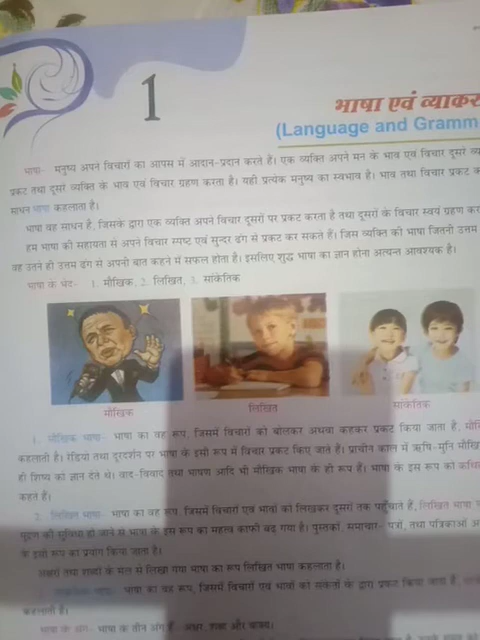 1
भाषा एवं व्याकर
(Language and Gramm
भाषा- मनुष्य अपने विचारों का आपस में आदान-प्रदान करते हैं। एक व्यक्ति अपने मन के भाव एवं विचार दूसरे व्य
प्रकट तथा दूसरे व्यक्ति के भाव एवं विचार ग्रहण करता है। यही प्रत्येक मनुष्य का स्वभाव है। भाव तथा विचार प्रकट क
साधन भाषा कहलाता है।
भाषा वह साधन है, जिसके द्वारा एक व्यक्ति अपने विचार दूसरों पर प्रकट करता है तथा दूसरों के विचार स्वयं ग्रहण कर
हम भाषा की सहायता से अपने विचार स्पष्ट एवं सुन्दर ढंग से प्रकट कर सकते हैं। जिस व्यक्ति की भाषा जितनी उत्तम
वह उतने ही उत्तम ढंग से अपनी बात कहने में सफल होता है। इसलिए शुद्ध भाषा का ज्ञान होना अत्यन्त आवश्यक है।
भाषा के भेद- 1. मौखिक, 2. लिखित, 3. सांकेतिक
मौखिक
लिखित
सांकेतिक
1. मौखिक भाषा- भाषा का वह रूप, जिसमें विचारों को बोलकर अथवा कहकर प्रकट किया जाता है, मौखि
कहलाती है। रेडियो तथा दूरदर्शन पर भाषा के इसी रूप में विचार प्रकट किए जाते हैं। प्राचीन काल में ऋषि-मुनि मौखि
ही शिष्य को ज्ञान देते थे। वाद-विवाद तथा भाषण आदि भी मौखिक भाषा के ही रूप हैं। भाषा के इस रूप को कथि
कहते हैं।
2. लिखित भाषा- भाषा का वह रूप, जिसमें विचारों एवं भावों को लिखकर दूसरों तक पहुँचाते हैं, लिखित भाषा
मुद्रण की सुविधा हो जाने से भाषा के इस रूप का महत्व काफी बढ़ गया है। पुस्तकों, समाचार- पत्रों, तथा पत्रिकाओं
के इसी रूप का प्रयोग किया जाता है।
अक्षरों तथा शब्दों के मेल से लिखा गया भाषा का रूप लिखित भाषा कहलाता है।
भाषा- भाषा का वह रूप, जिसमें विचारों एवं भावों को संकेतों के द्वारा प्रकट किया जाता है,
कहलाती है।
भाषा के अंग- भाषा के तीन अंग हैं- अक्षर, शब्द और वाक्य।